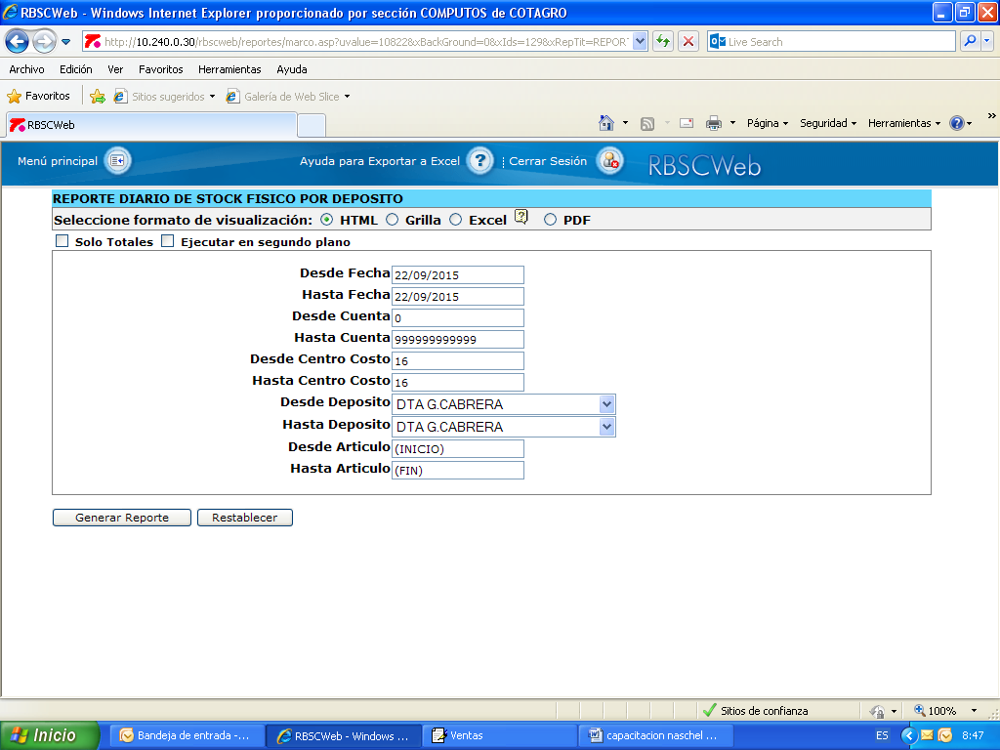 RBSCWeb - Windows Internet Explorer proporcionado por sección COMPUTOS de COTAGRO
http://10.240.0.30/rbscweb/reportes/marco.asp?uvalue=10822&xBackGround=0&xIds=129&xRepTit=REPOR
Live Search
Archivo Edición Ver Favoritos Herramientas Ayuda
Favoritos Sitios sugeridos Galería de Web Slice
RBSCWeb Página Seguridad Herramientas »
Menú principal Ayuda para Exportar a Excel ? Cerrar Sesión RBSCWeb
REPORTE DIARIO DE STOCK FISICO POR DEPOSITO
Seleccione formato de visualización: HTML Grilla Excel ? PDF
Solo Totales Ejecutar en segundo plano
Desde Fecha 22/09/2015
Hasta Fecha 22/09/2015
Desde Cuenta 0
Hasta Cuenta 999999999999
Desde Centro Costo 16
Hasta Centro Costo 16
Desde Deposito DTA G.CABRERA
Hasta Deposito DTA G.CABRERA
Desde Articulo (INICIO)
Hasta Articulo (FIN)
Generar Reporte Restablecer
Sitios de confianza 100%
Inicio Bandeja de entrada -... RBSCWeb - Windows ... Ventas capacitacion naschel ... ES 8:47